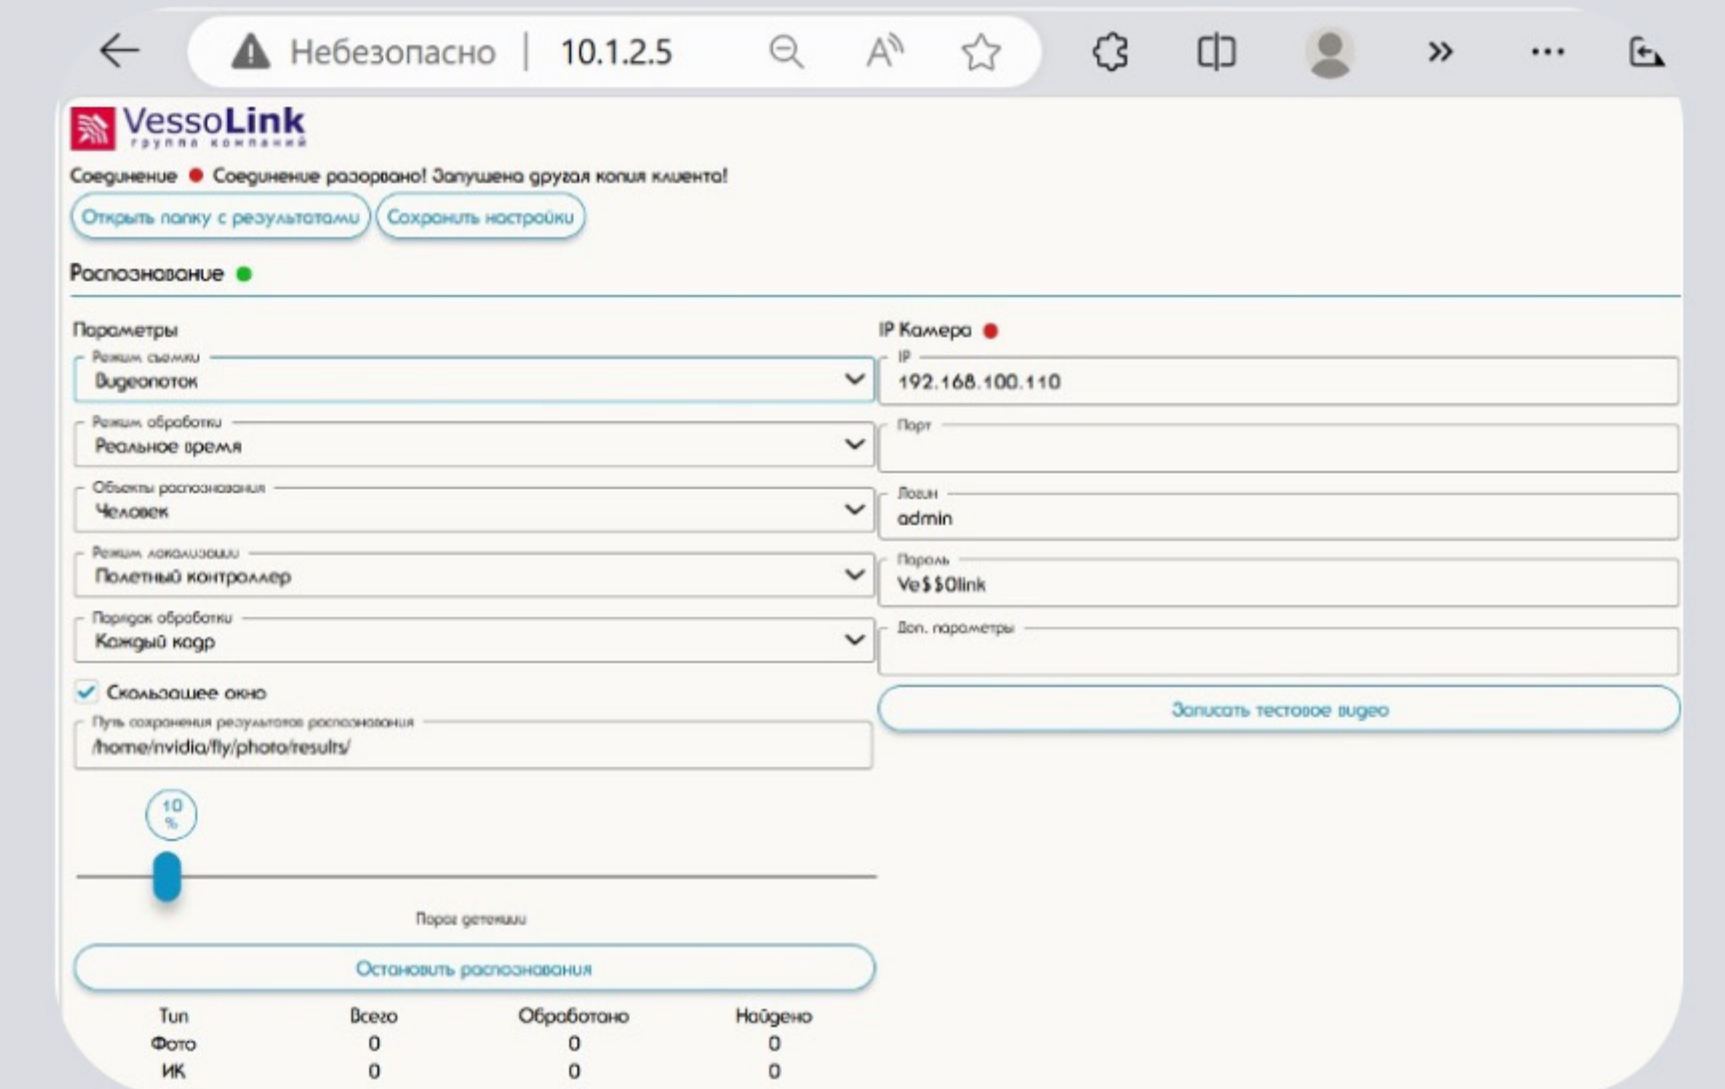 Небезопасно | 10.1.2.5
VessoLink
группа компаний
Соединение Соединение разорвано! Запущена другая копия клиента!
Открыть папку с результатами Сохранить настройки
Распознавание
Параметры
Режим съемки
Видеопоток
Режим обработки
Реальное время
Объекты распознавания
Человек
Режим локализации
Полетный контроллер
Порядок обработки
Каждый кадр
Скользящее окно
Путь сохранения результатов распознавания
/home/nvidia/fly/photo/results/
10
%
Порог детекции
Остановить распознавания
IP Камера
IP
192.168.100.110
Порт
Логин
admin
Пароль
Ve$$0link
Доп. параметры
Записать тестовое видео
Тип Всего Обработано Найдено
Фото 0 0 0
ИК 0 0 0